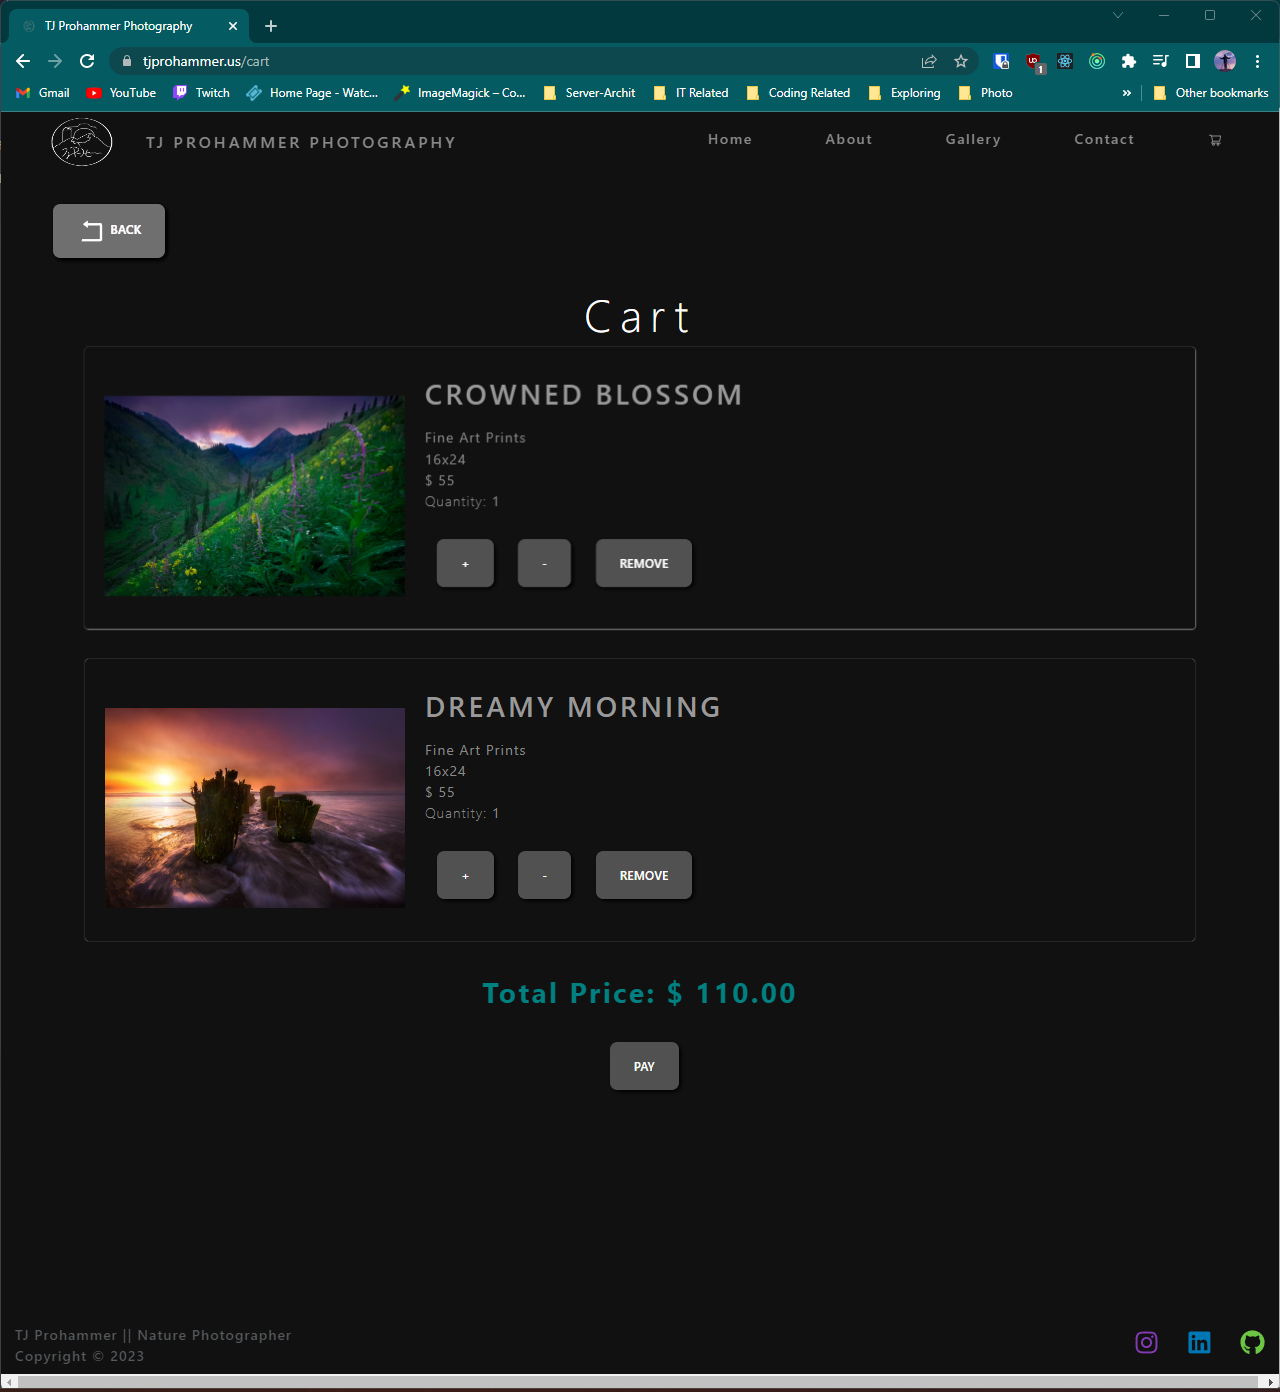 TJ Prohammer Photography
tjprohammer.us/cart
1
Gmail YouTube Twitch Home Page - Watc... ImageMagick – Co... Server-Archit IT Related Coding Related Exploring Photo » Other bookmarks
TJ PROHAMMER PHOTOGRAPHY Home About Gallery Contact
BACK
Cart
CROWNED BLOSSOM
Fine Art Prints
16x24
$ 55
Quantity: 1
+ - REMOVE
DREAMY MORNING
Fine Art Prints
16x24
$ 55
Quantity: 1
+ - REMOVE
Total Price: $ 110.00
PAY
TJ Prohammer || Nature Photographer
Copyright © 2023